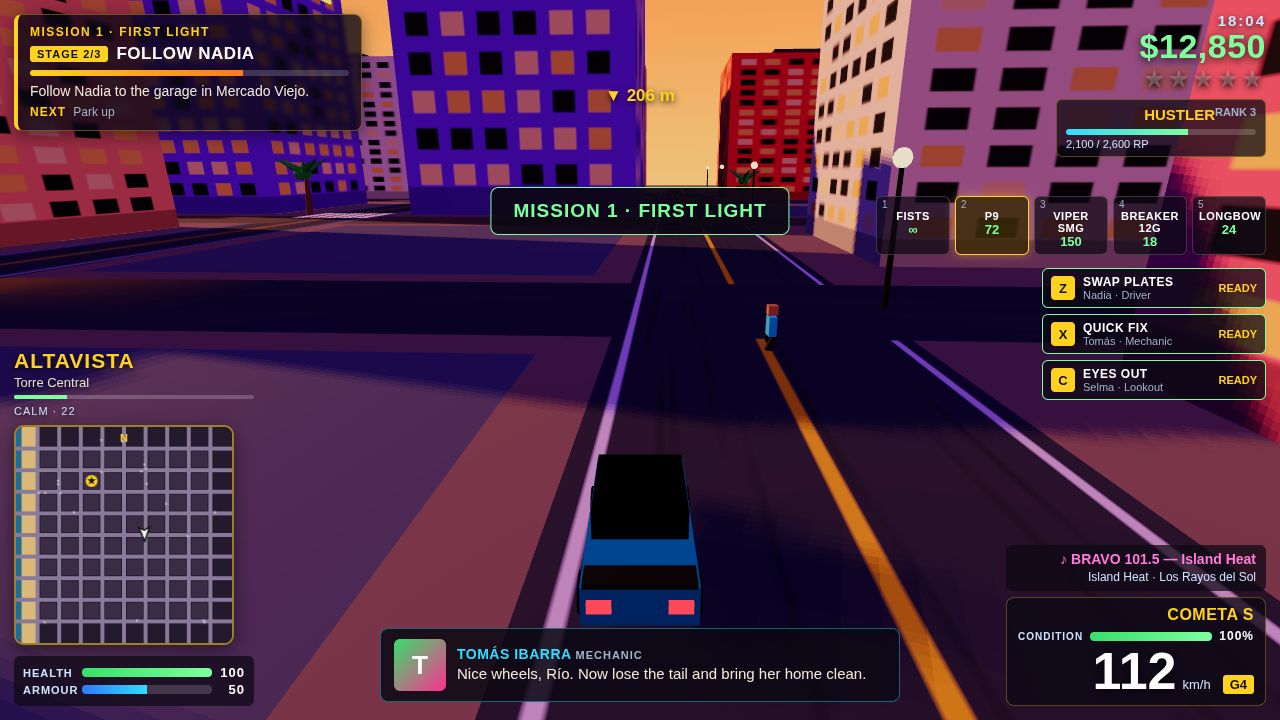 MISSION 1 · FIRST LIGHT
STAGE 2/3 FOLLOW NADIA
Follow Nadia to the garage in Mercado Viejo.
NEXT Park up
▼ 206 m
18:04
$12,850
★★★★★
HUSTLER RANK 3
2,100 / 2,600 RP
MISSION 1 · FIRST LIGHT
1 FISTS
∞
2 P9
72
3 VIPER SMG
150
4 BREAKER 12G
18
5 LONGBOW
24
Z SWAP PLATES READY
Nadia · Driver
X QUICK FIX READY
Tomás · Mechanic
C EYES OUT READY
Selma · Lookout
ALTAVISTA
Torre Central
CALM · 22
N
HEALTH 100
ARMOUR 50
T
TOMÁS IBARRA MECHANIC
Nice wheels, Río. Now lose the tail and bring her home clean.
♪ BRAVO 101.5 — Island Heat
Island Heat · Los Rayos del Sol
COMETA S
CONDITION 100%
112 km/h G4